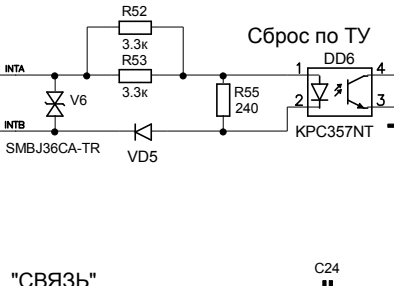 R52
3.3к
Сброс по ТУ
R53
DD6
INTA
1
4
3.3к
V6
R55
240
2
3
INTB
KPC357NT
SMBJ36CA-TR
VD5
C24
"СВЯЗЬ"